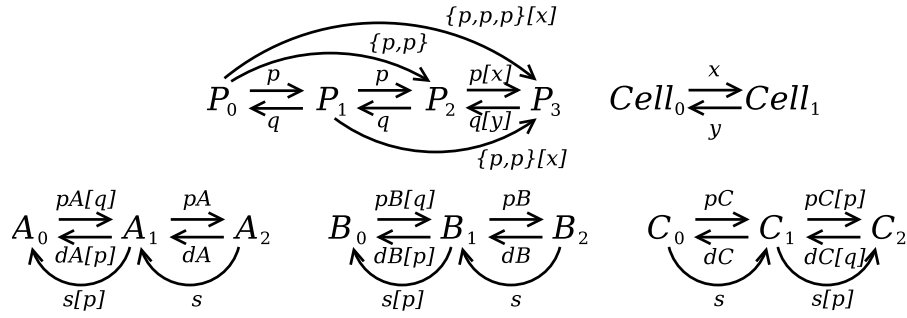 {p,p,p}[x]
{p,p}
p p p[x] x
P0 P1 P2 P3 Cell0 Cell1
q q q[y] y
{p,p}[x]
pA[q] pA pB[q] pB pC pC[p]
A0 A1 A2 B0 B1 B2 C0 C1 C2
dA[p] dA dB[p] dB dC dC[q]
s[p] s s[p] s s s[p]